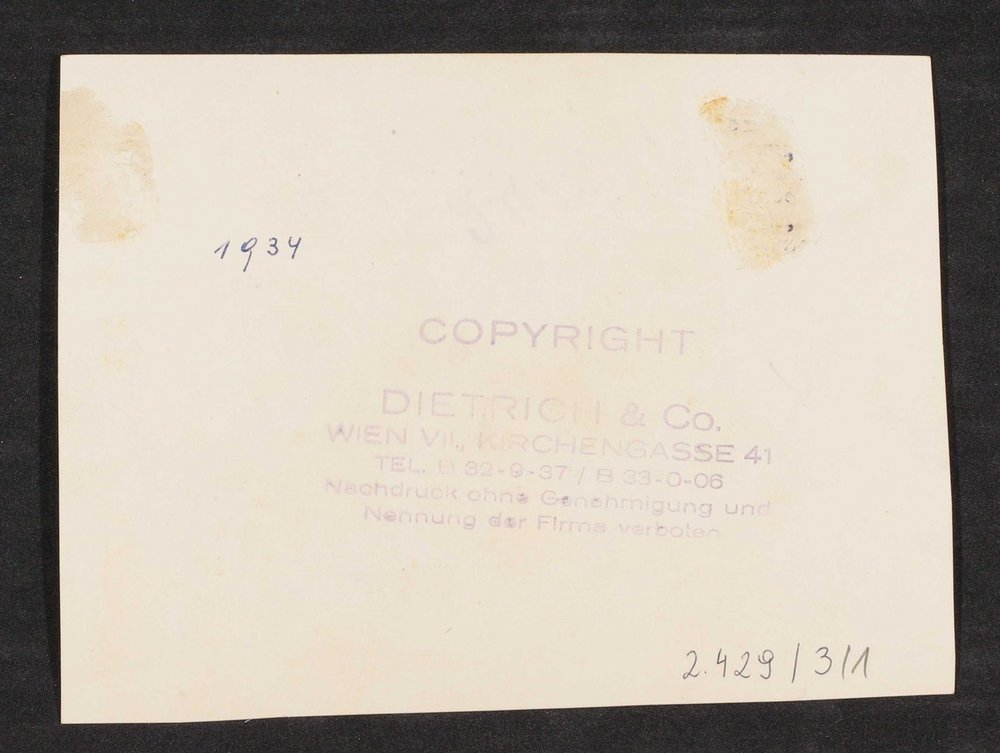 1934
COPYRIGHT
DIETRICH & Co.
WIEN VII., KIRCHENGASSE 41
TEL. B 32-9-37 / B 33-0-06
Nachdruck ohne Genehmigung und
Nennung der Firma verboten
2.429/3/1